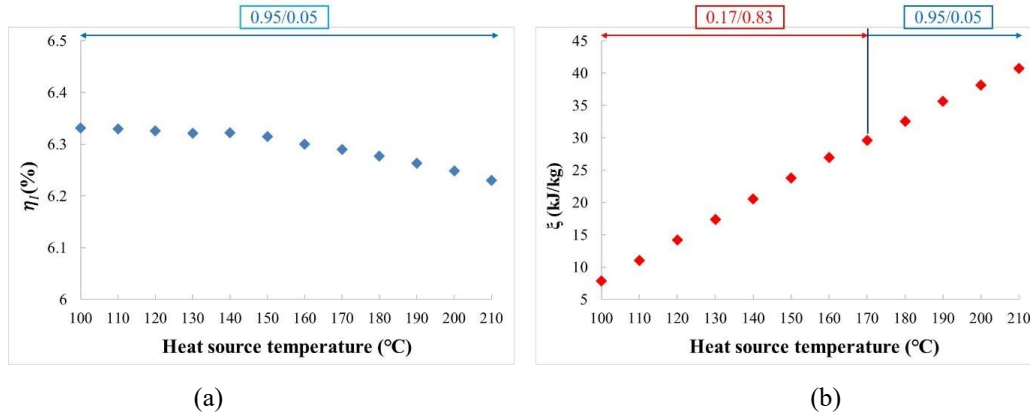 0.95/0.05
6.5
6.4
6.3
6.2
6.1
6
η₁(%)
100 110 120 130 140 150 160 170 180 190 200 210
Heat source temperature (°C)
(a)
0.17/0.83 0.95/0.05
45
40
35
30
25
20
15
10
5
ξ (kJ/kg)
100 110 120 130 140 150 160 170 180 190 200 210
Heat source temperature (°C)
(b)